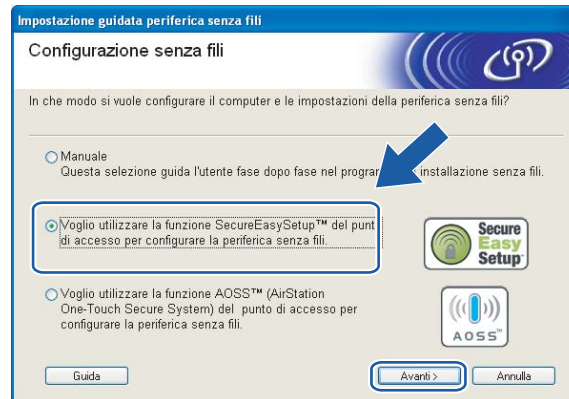 Impostazione guidata periferica senza fili
Configurazione senza fili
In che modo si vuole configurare il computer e le impostazioni della periferica senza fili?
Manuale
Questa selezione guida l'utente fase dopo fase nel progra installazione senza fili.
Voglio utilizzare la funzione SecureEasySetup™ del punt
di accesso per configurare la periferica senza fili.
Secure
Easy
Setup
Voglio utilizzare la funzione AOSS™ (AirStation
One-Touch Secure System) del punto di accesso per
configurare la periferica senza fili.
AOSS™
Guida
Avanti >
Annulla